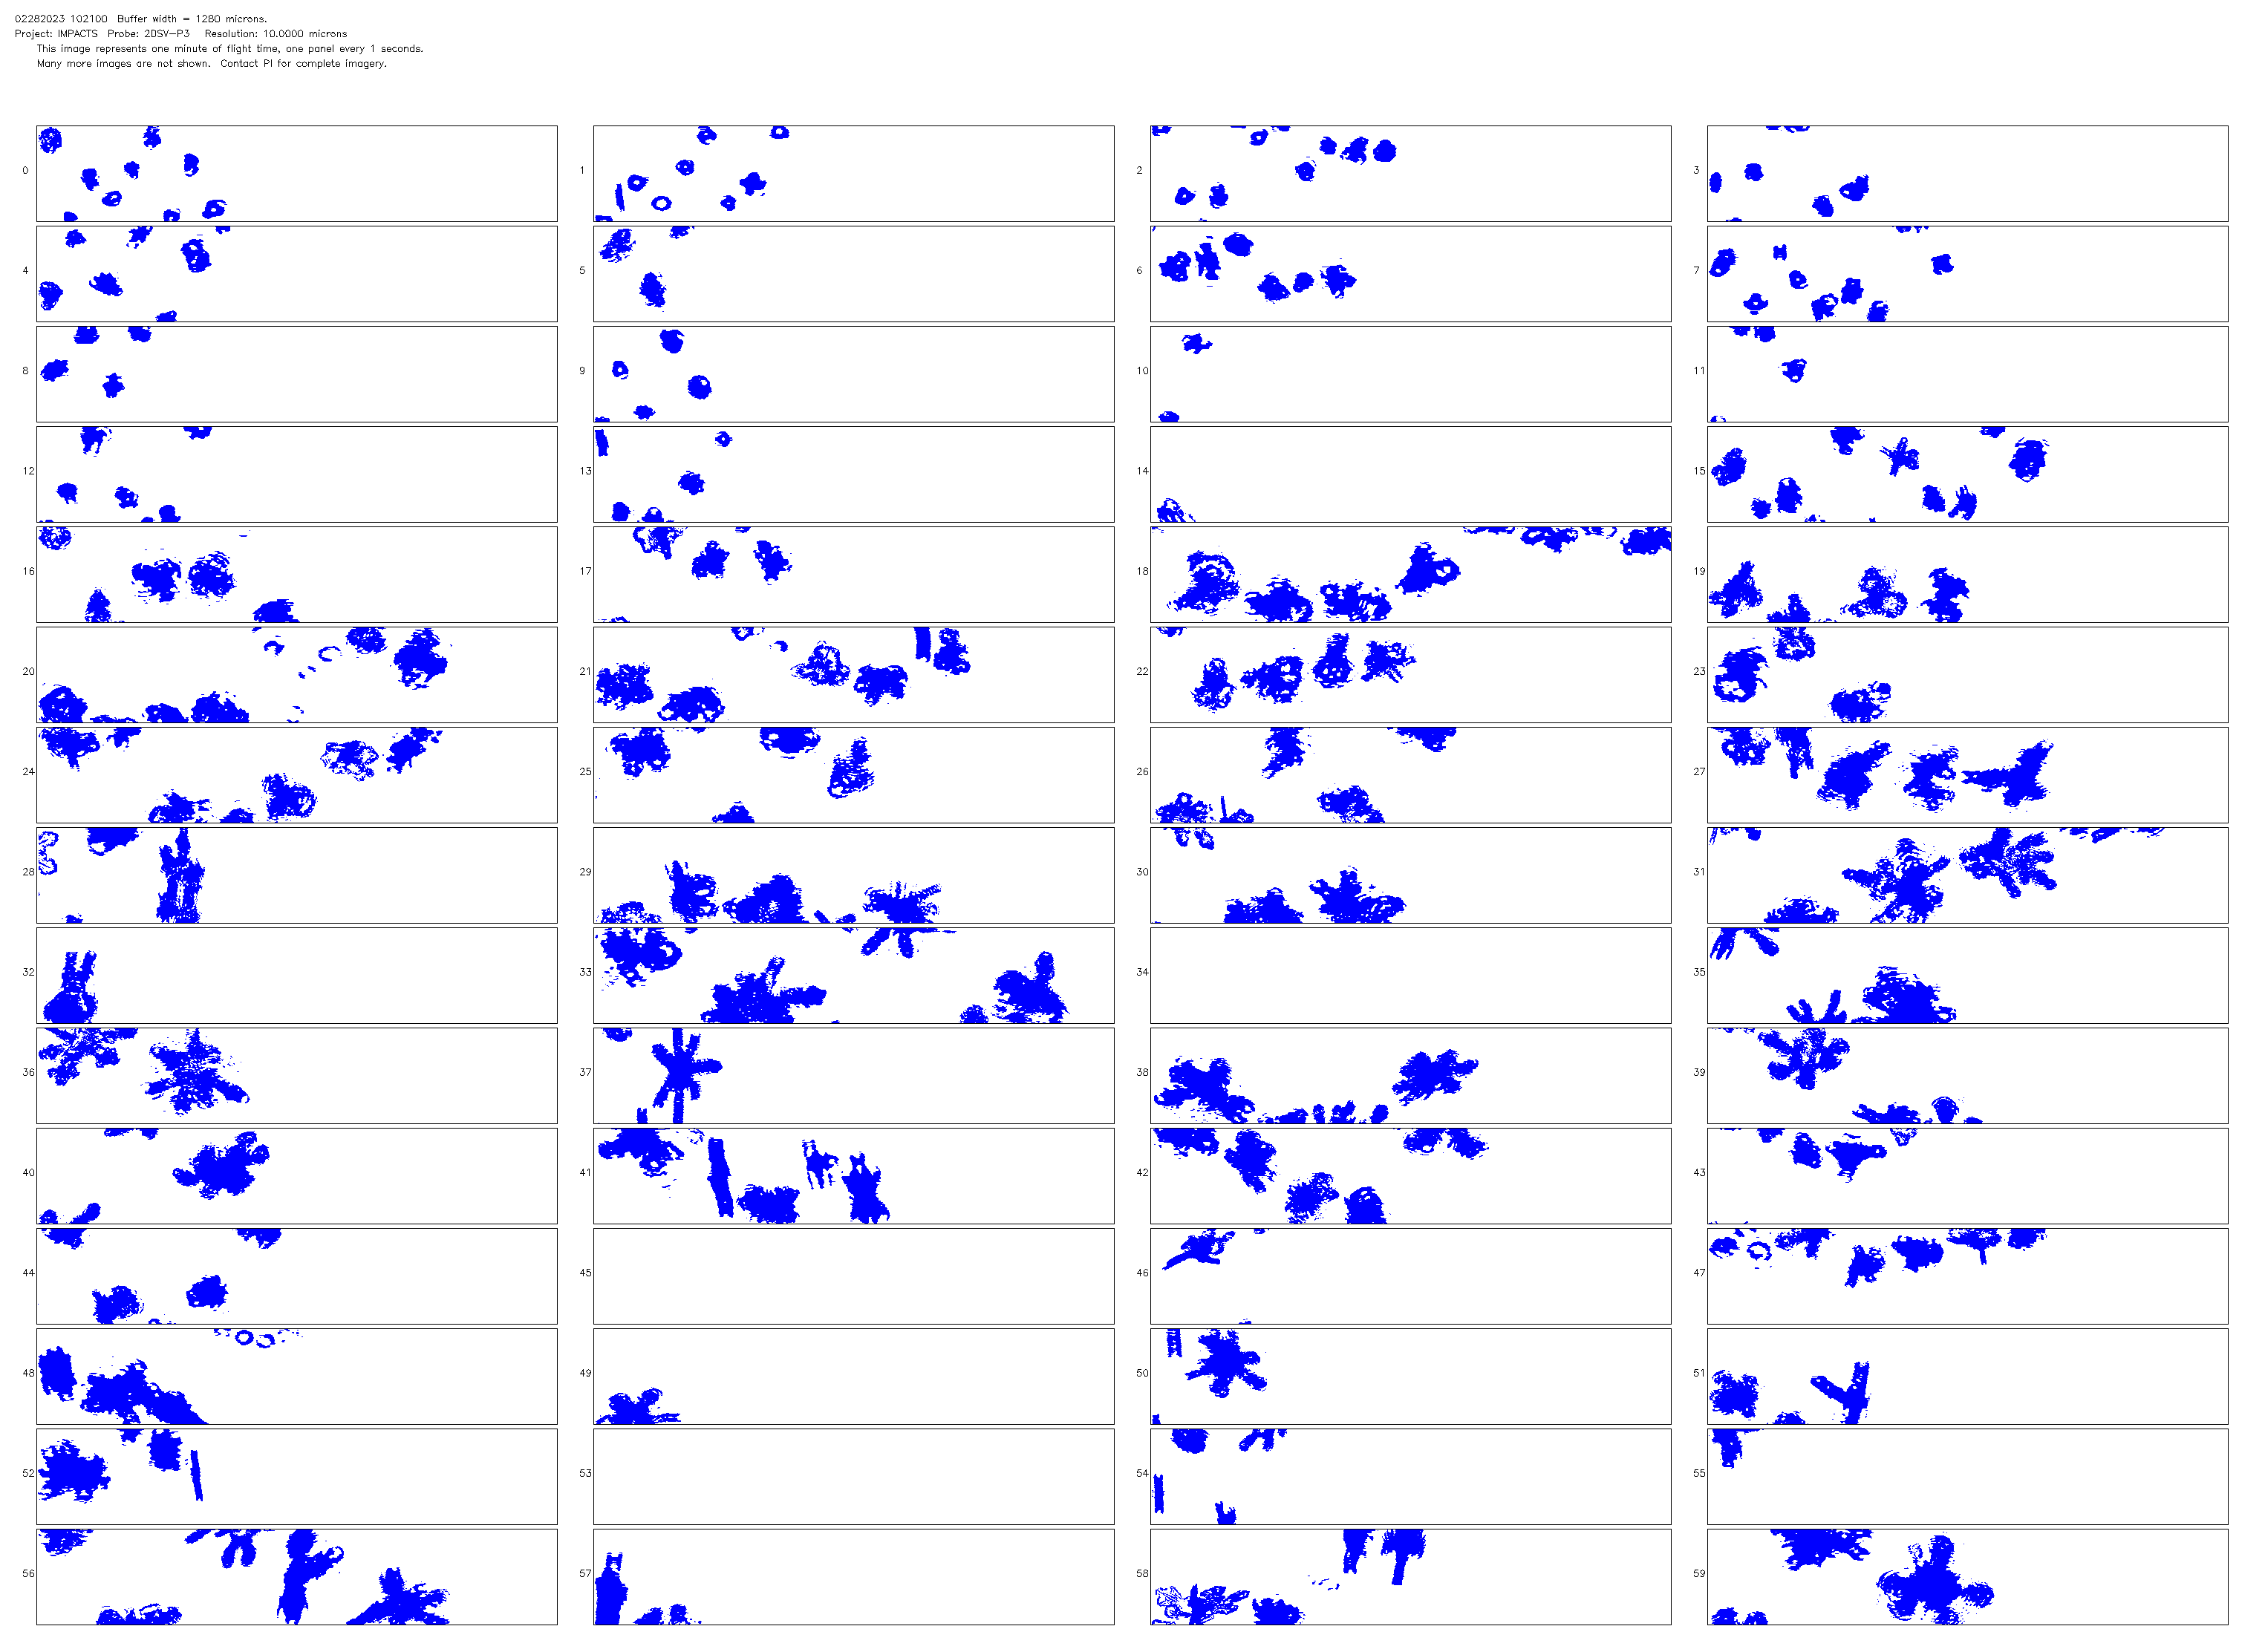 02282023 102100 Buffer width = 1280 microns.
Project: IMPACTS Probe: 2DSV-P3 Resolution: 10.0000 microns
This image represents one minute of flight time, one panel every 1 seconds.
Many more images are not shown. Contact PI for complete imagery.
0 1 2 3
4 5 6 7
8 9 10 11
12 13 14 15
16 17 18 19
20 21 22 23
24 25 26 27
28 29 30 31
32 33 34 35
36 37 38 39
40 41 42 43
44 45 46 47
48 49 50 51
52 53 54 55
56 57 58 59